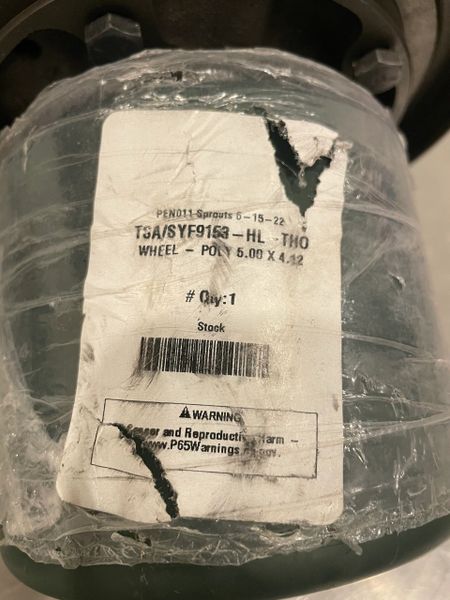 PEN011 Sprouts 6-15-22
TSA/SYF9153-HL -THO
WHEEL - POLY 5.00 X 4.12
# Qty:1
Stock
⚠ WARNING
and Reproductive Harm -
www.P65Warnings.ca.gov.